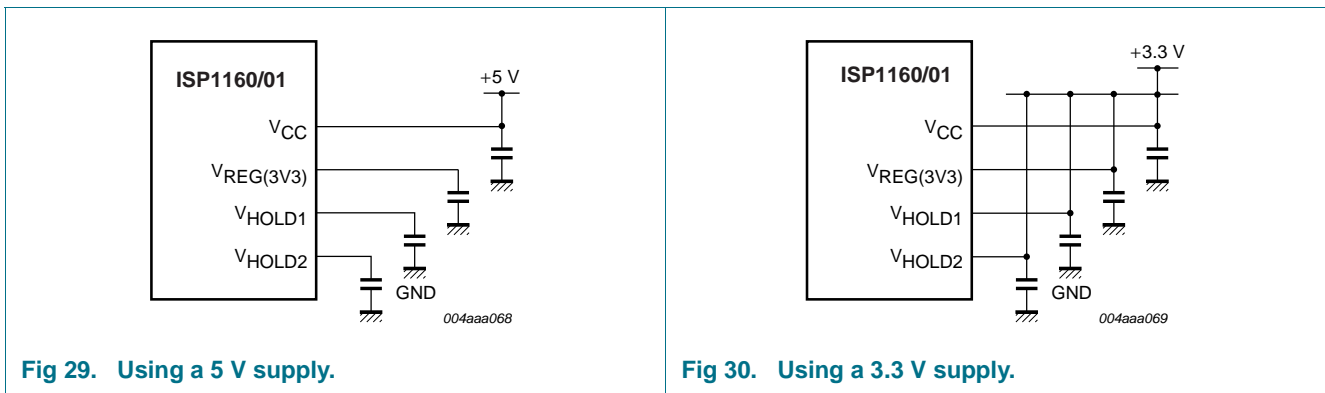 ISP1160/01
+5 V
VCC
VREG(3V3)
VHOLD1
VHOLD2
GND
004aaa068
Fig 29. Using a 5 V supply.
ISP1160/01
+3.3 V
VCC
VREG(3V3)
VHOLD1
VHOLD2
GND
004aaa069
Fig 30. Using a 3.3 V supply.